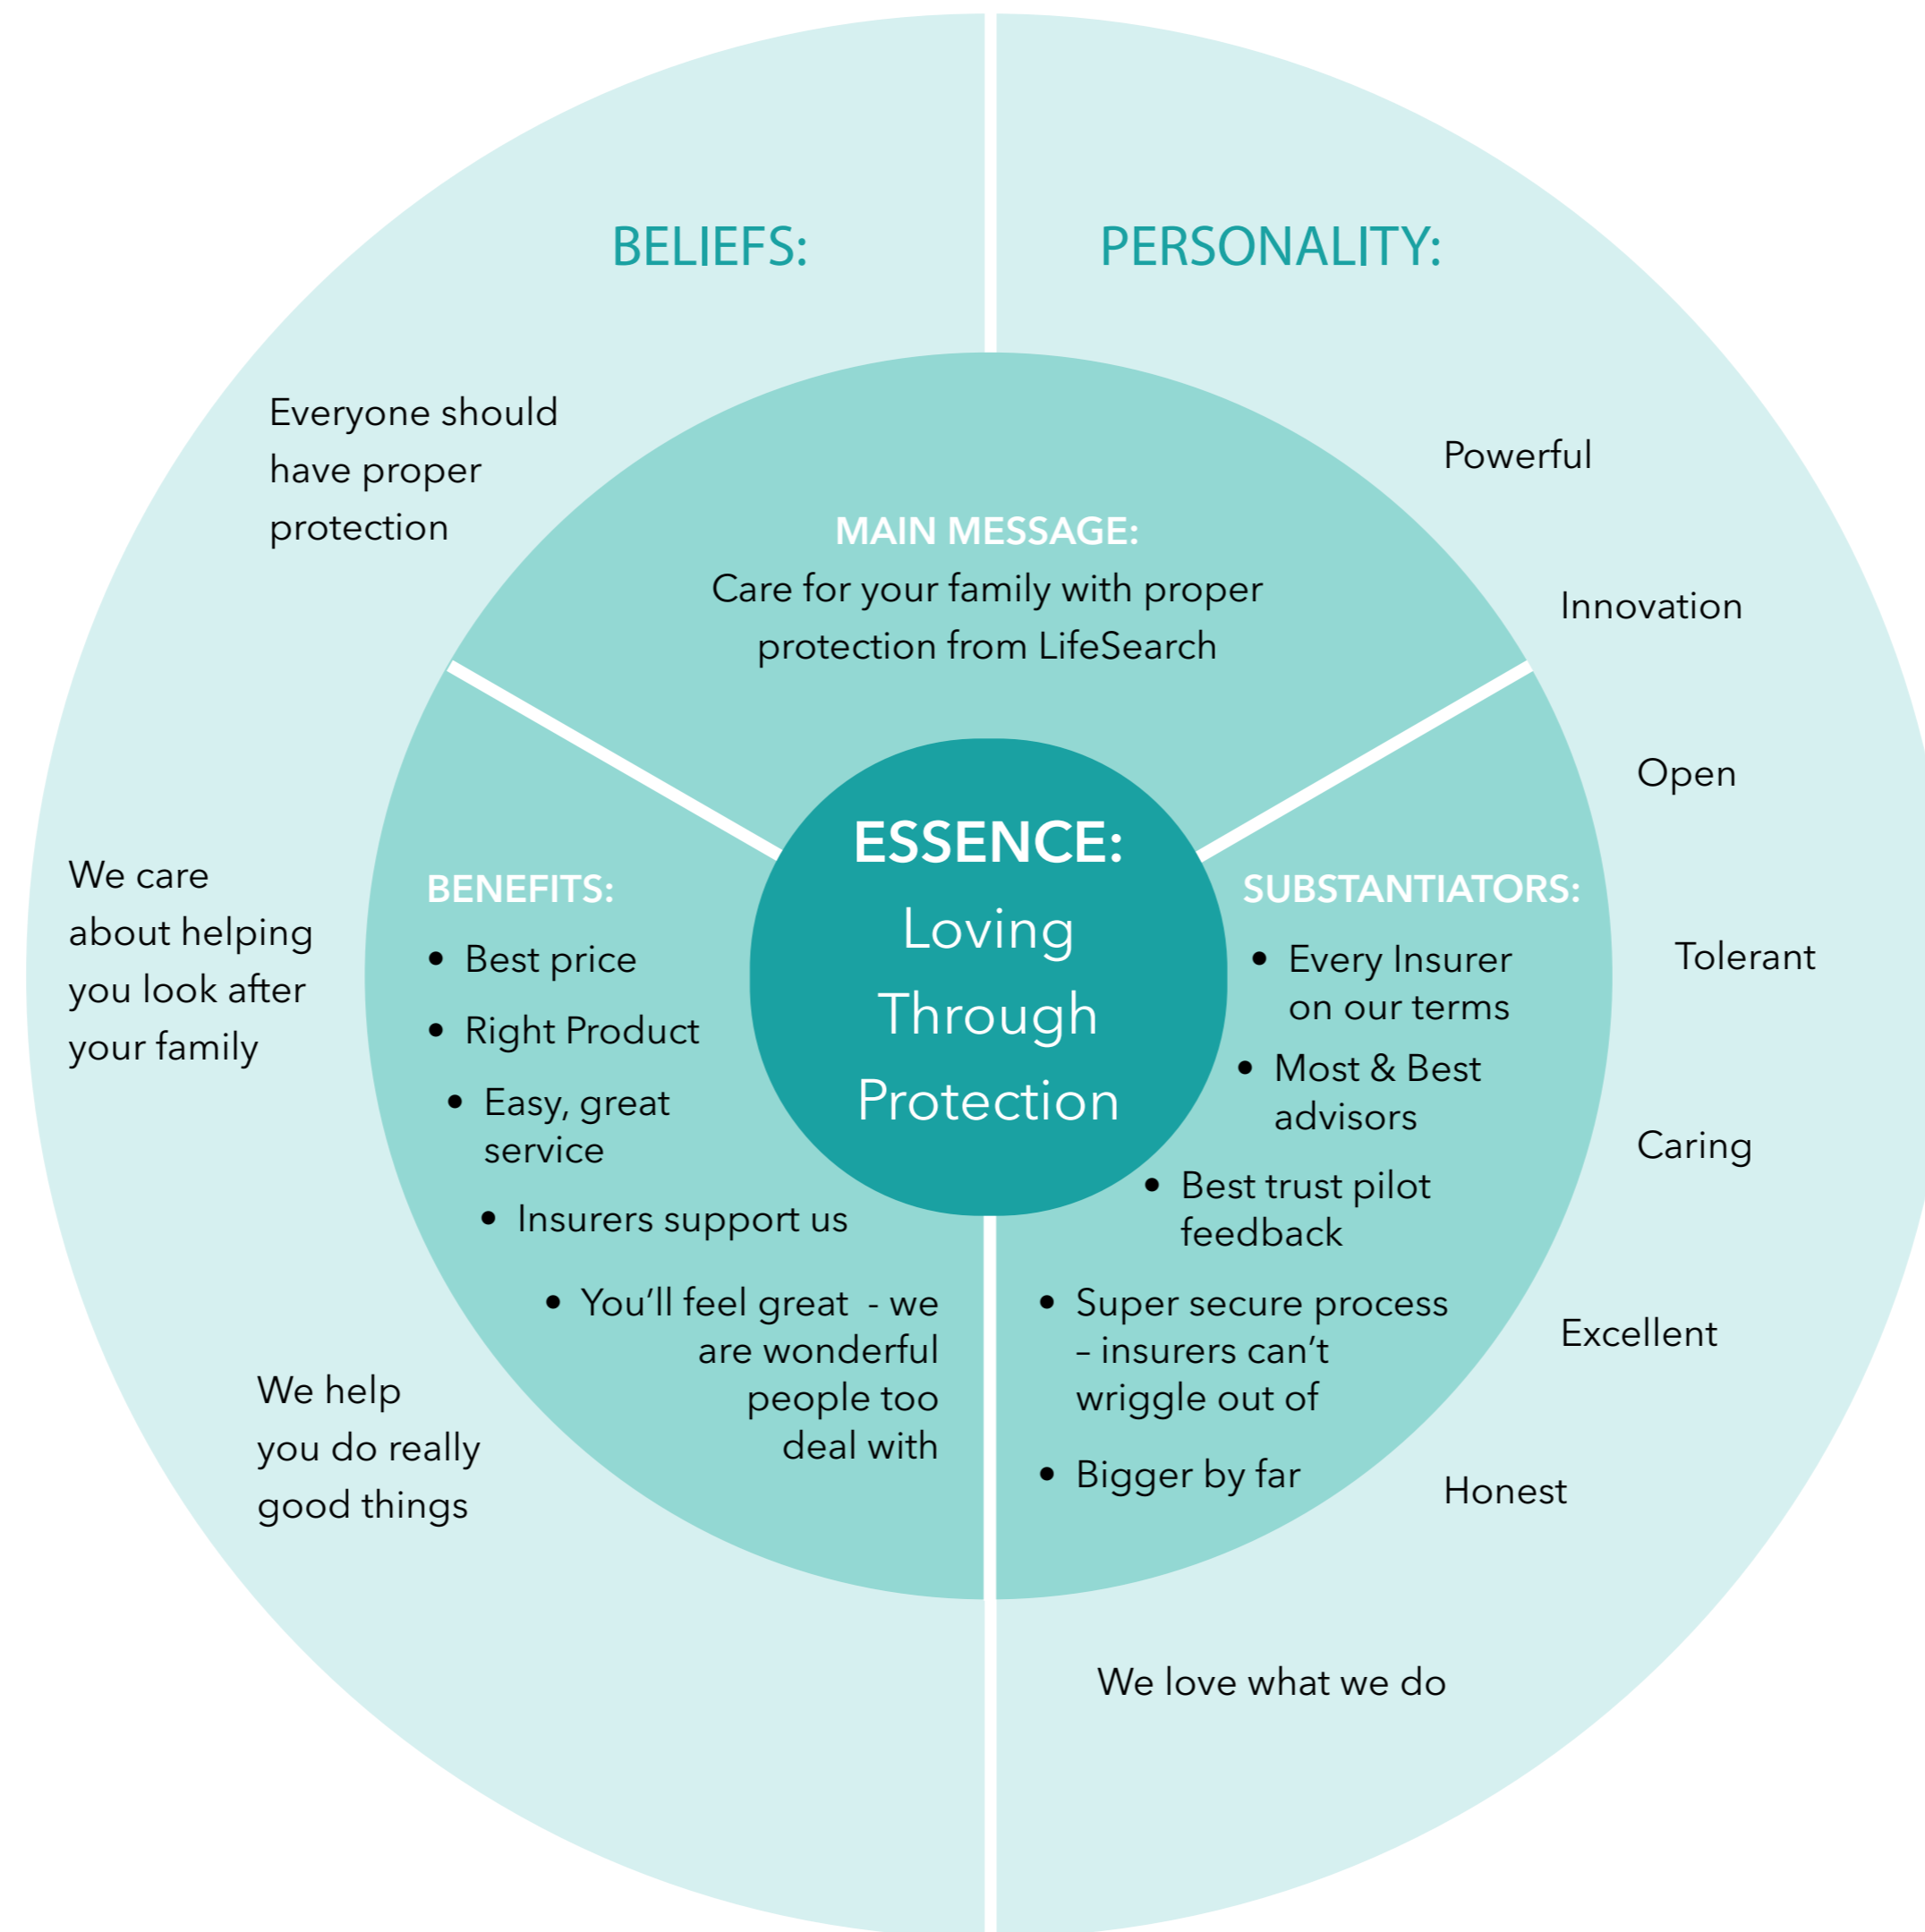 BELIEFS:
Everyone should
have proper
protection
We care
about helping
you look after
your family
We help
you do really
good things
PERSONALITY:
Powerful
Innovation
Open
Tolerant
Caring
Excellent
Honest
We love what we do
MAIN MESSAGE:
Care for your family with proper
protection from LifeSearch
BENEFITS:
• Best price
• Right Product
• Easy, great
service
• Insurers support us
• You’ll feel great  - we
are wonderful
people too
deal with
ESSENCE:
Loving
Through
Protection
SUBSTANTIATORS:
• Every Insurer
on our terms
• Most & Best
advisors
• Best trust pilot
feedback
• Super secure process
– insurers can’t
wriggle out of
• Bigger by far